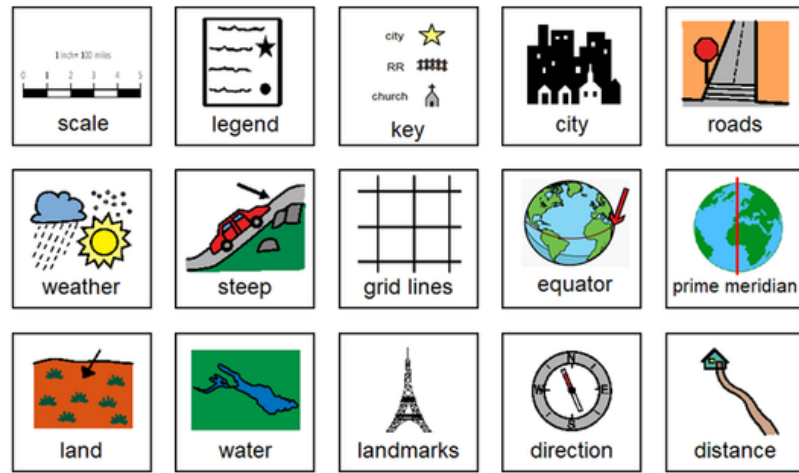 1 inch= 100 miles
0 1 2 3 4 5
scale
legend
city
RR
church
key
city
roads
weather
steep
grid lines
equator
prime meridian
land
water
landmarks
N
W E
S
direction
distance